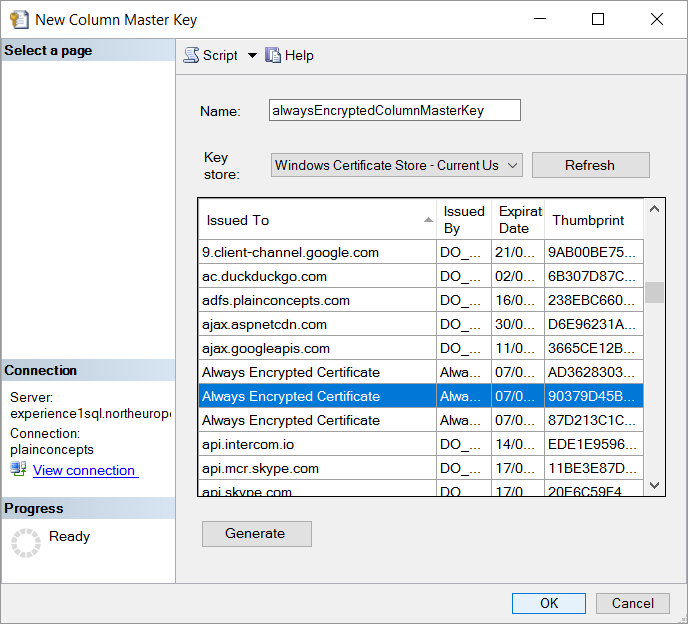 New Column Master Key
Select a page
Script Help
Name: alwaysEncryptedColumnMasterKey
Key store: Windows Certificate Store - Current Us Refresh
Issued To Issued By Expirat Date Thumbprint
9.client-channel.google.com DO_... 21/0... 9AB00BE75...
ac.duckduckgo.com DO_... 02/0... 6B307D87C...
adfs.plainconcepts.com DO_... 16/0... 238EBC660...
ajax.aspnetcdn.com DO_... 30/0... D6E96231A...
ajax.googleapis.com DO_... 11/0... 3665CE12B...
Always Encrypted Certificate Alwa... 07/0... AD3628303...
Always Encrypted Certificate Alwa... 07/0... 90379D45B...
Always Encrypted Certificate Alwa... 07/0... 87D213C1C...
api.intercom.io DO_... 14/0... EDE1E9596...
api.mcr.skype.com DO_... 17/0... 11BE3E87D...
api.skype.com DO 17/0 20E6C59F4
Generate
Connection
Server:
experience1sql.northeurope
Connection:
plainconcepts
View connection
Progress
Ready
OK Cancel